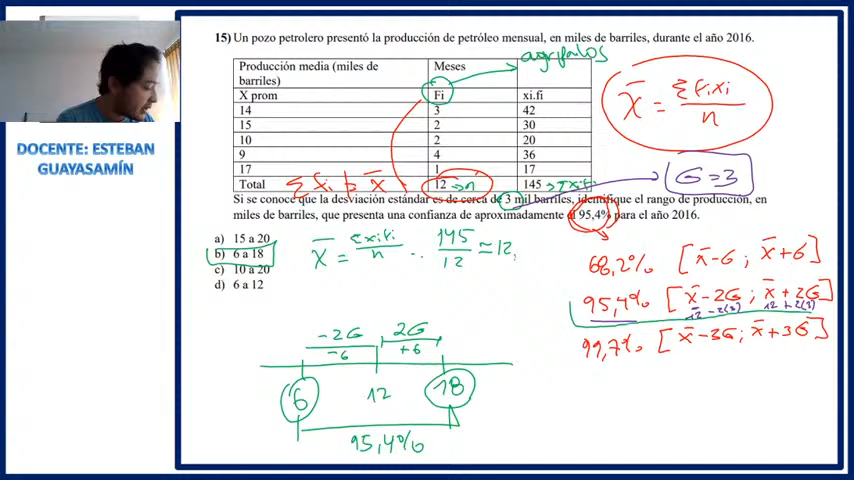 15) Un pozo petrolero presentó la producción de petróleo mensual, en miles de barriles, durante el año 2016.
agrupados
Producción media (miles de barriles) Meses
X prom Fi xi.fi
14 3 42
15 2 30
10 2 20
9 4 36
17 1 17
Total 12 → n 145 → Σxifi
Σ fi x̄
x̄ = Σfixi / n
σ = 3
DOCENTE: ESTEBAN
GUAYASAMÍN
Si se conoce que la desviación estándar es de cerca de 3 mil barriles, identifique el rango de producción, en
miles de barriles, que presenta una confianza de aproximadamente al 95,4% para el año 2016.
a) 15 a 20
b) 6 a 18
c) 10 a 20
d) 6 a 12
x̄ = Σxifi / n ∴ 145 / 12 ≃ 12,
68,2% [x̄-σ ; x̄+σ]
95,4% [x̄-2σ ; x̄+2σ]
12-2(3) 12+2(3)
99,7% [x̄-3σ ; x̄+3σ]
-2σ 2σ
-6 +6
6 12 18
95,4%